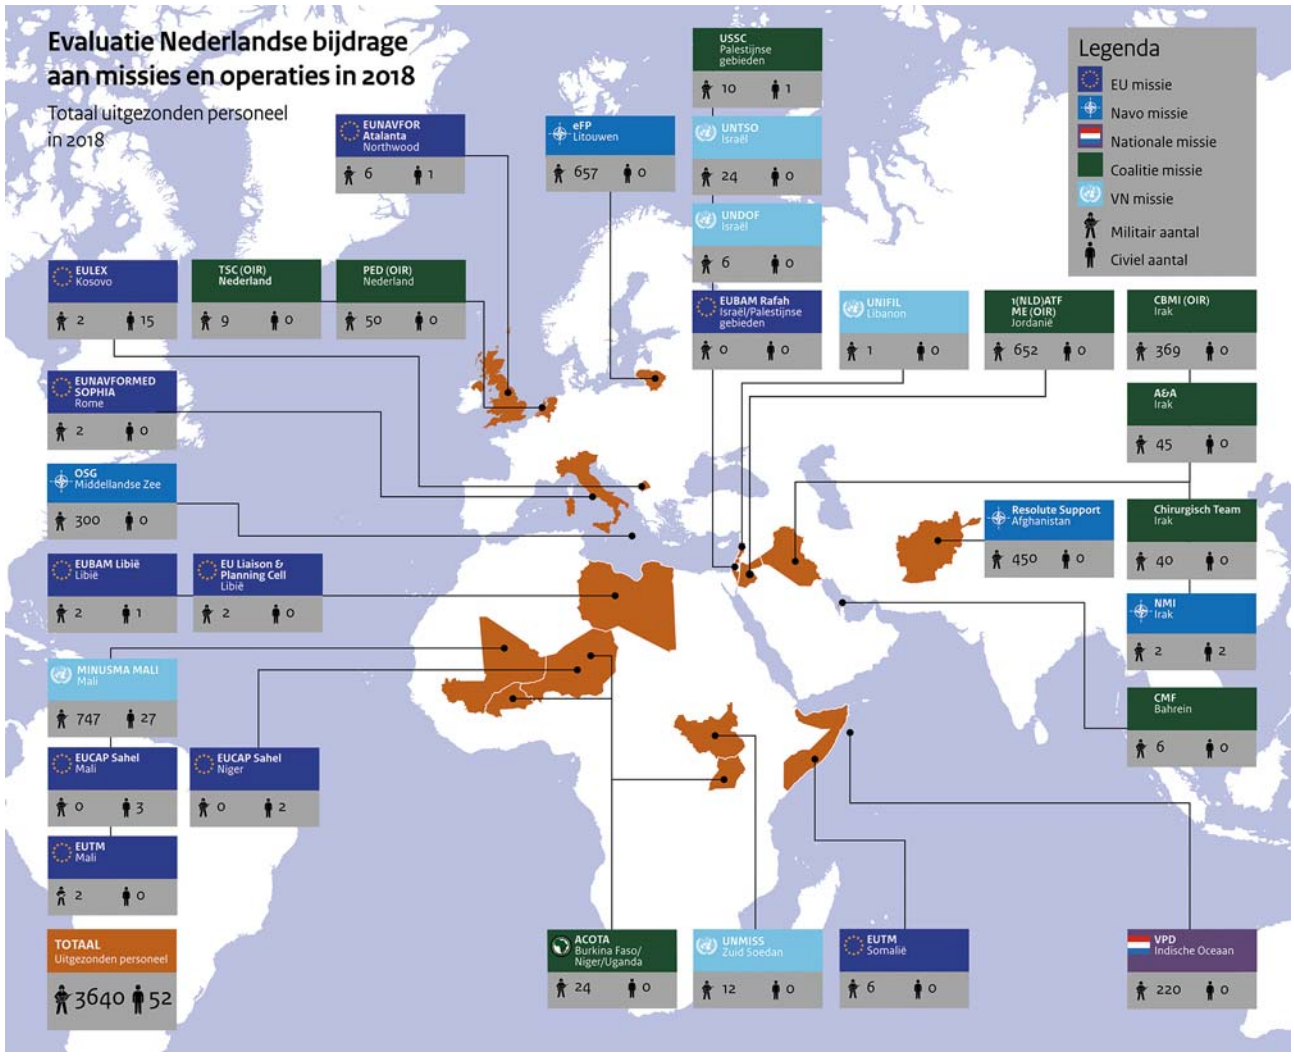 Evaluatie Nederlandse bijdrage
aan missies en operaties in 2018
Totaal uitgezonden personeel
in 2018
EUNAVFOR
Atalanta
Northwood
6 1
eFP
Litouwen
657 0
USSC
Palestijnse
gebieden
10 1
UNTSO
Israël
24 0
UNDOF
Israël
6 0
Legenda
EU missie
Navo missie
Nationale missie
Coalitie missie
VN missie
Militair aantal
Civiel aantal
EULEX
Kosovo
2 15
TSC (OIR)
Nederland
9 0
PED (OIR)
Nederland
50 0
EUBAM Rafah
Israël/Palestijnse
gebieden
0 0
UNIFIL
Libanon
1 0
1(NLD)ATF
ME (OIR)
Jordanië
652 0
CBMI (OIR)
Irak
369 0
EUNAVFORMED
SOPHIA
Rome
2 0
A&A
Irak
45 0
OSG
Middellandse Zee
300 0
Resolute Support
Afghanistan
450 0
Chirurgisch Team
Irak
40 0
EUBAM Libië
Libië
2 1
EU Liaison &
Planning Cell
Libië
2 0
NMI
Irak
2 2
MINUSMA MALI
Mali
747 27
CMF
Bahrein
6 0
EUCAP Sahel
Mali
0 3
EUCAP Sahel
Niger
0 2
EUTM
Mali
2 0
TOTAAL
Uitgezonden personeel
3640 52
ACOTA
Burkina Faso/
Niger/Uganda
24 0
UNMISS
Zuid Soedan
12 0
EUTM
Somalië
6 0
VPD
Indische Oceaan
220 0